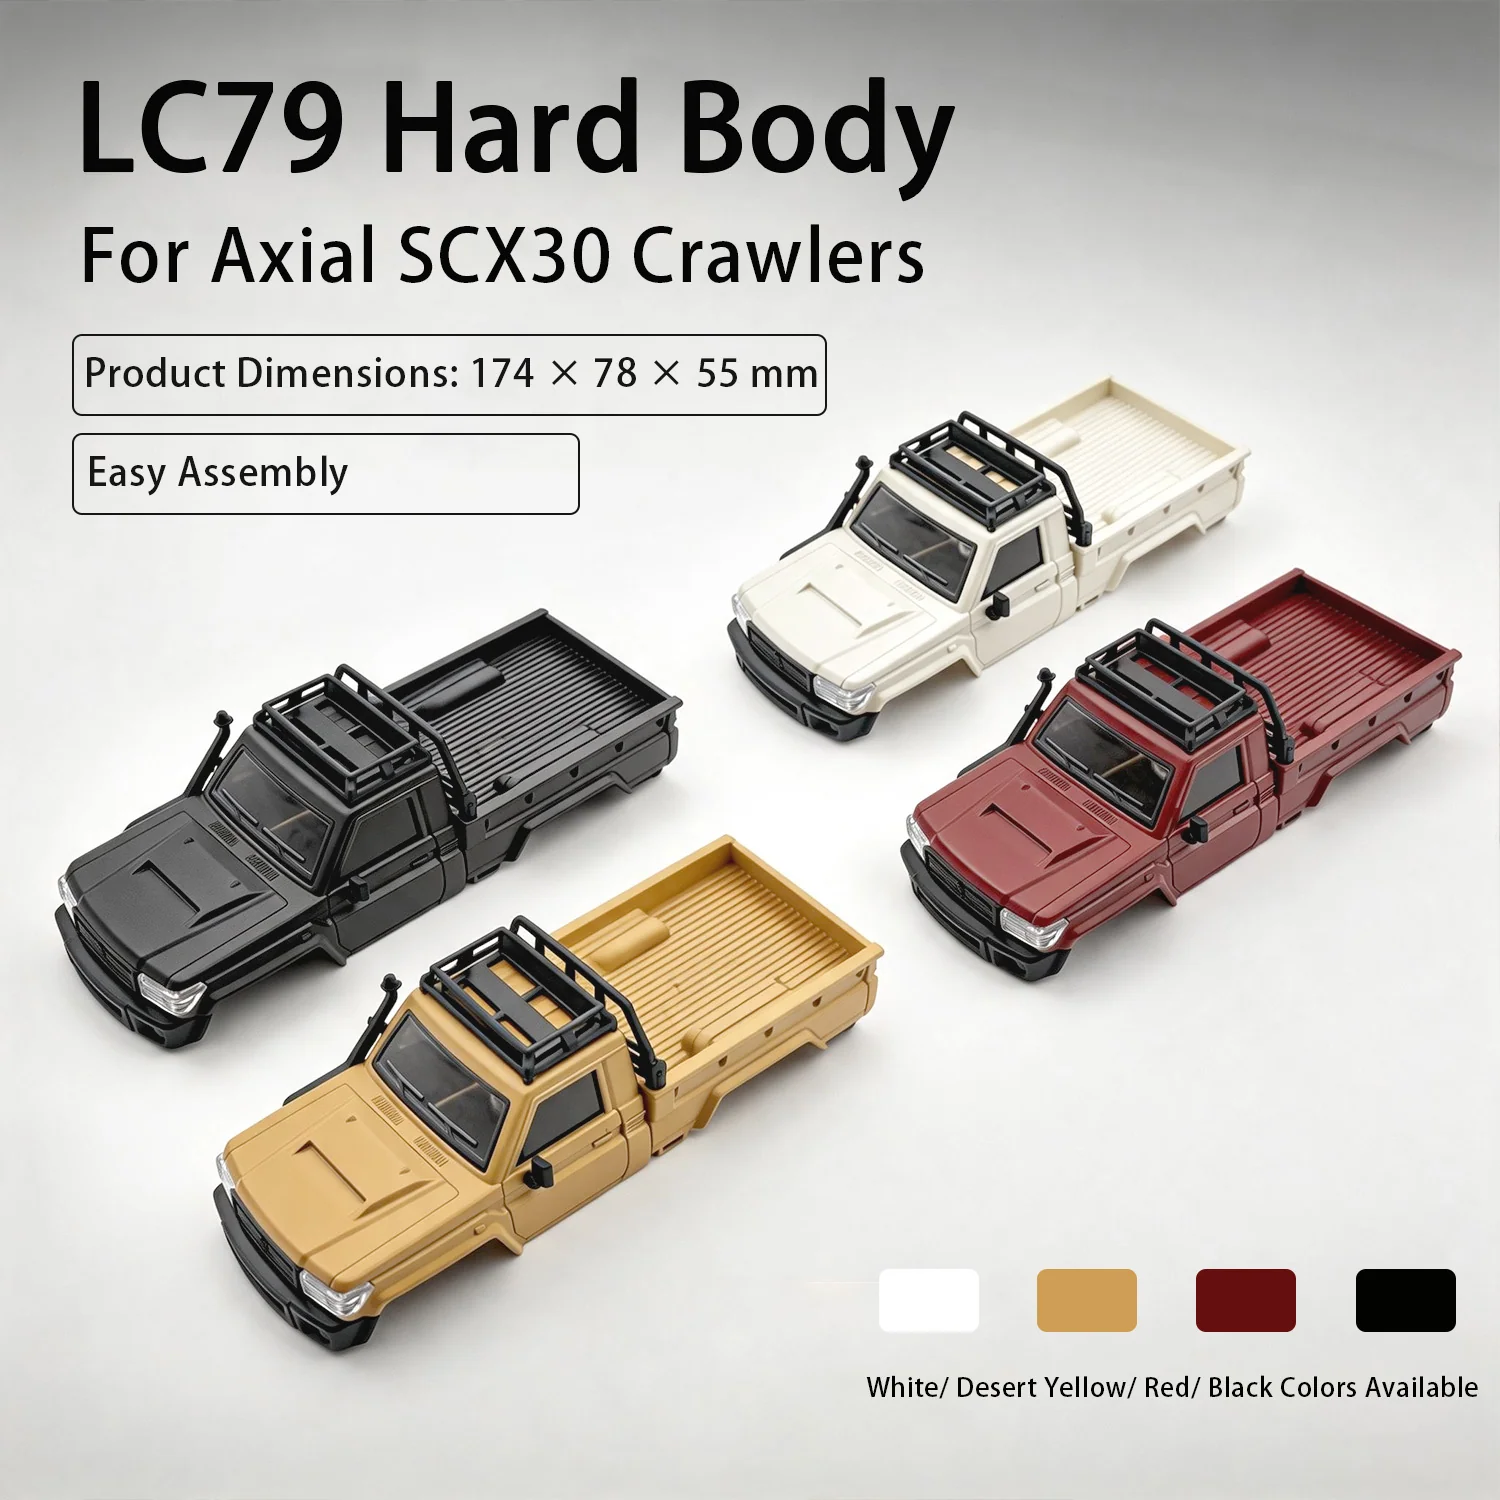 LC79 Hard Body
For Axial SCX30 Crawlers
Product Dimensions: 174 × 78 × 55 mm
Easy Assembly
White/ Desert Yellow/ Red/ Black Colors Available